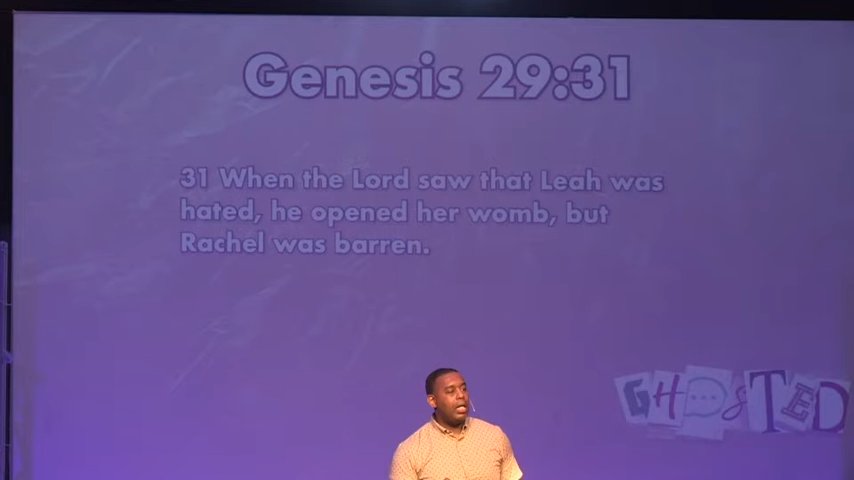 Genesis 29:31
31 When the Lord saw that Leah was
hated, he opened her womb, but
Rachel was barren.
GHOSTED